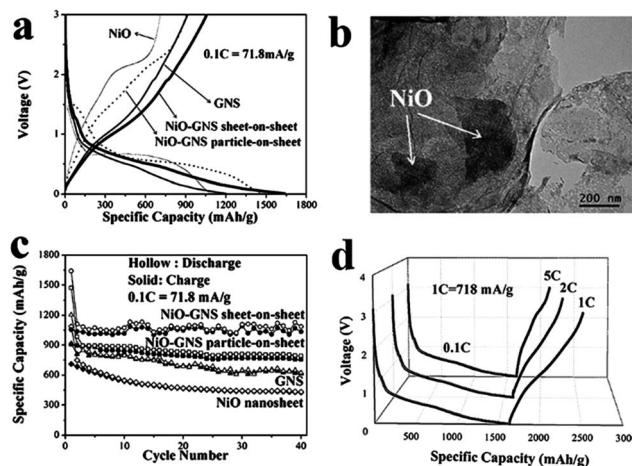 a
3
2
1
0
Voltage (V)
NiO
0.1C = 71.8mA/g
GNS
NiO-GNS sheet-on-sheet
NiO-GNS particle-on-sheet
0 300 600 900 1200 1500 1800
Specific Capacity (mAh/g)
b
NiO
200 nm
c
1800
1500
1200
900
600
300
0
Specific Capacity (mAh/g)
Hollow : Discharge
Solid: Charge
0.1C = 71.8 mA/g
NiO-GNS sheet-on-sheet
NiO-GNS particle-on-sheet
GNS
NiO nanosheet
0 10 20 30 40
Cycle Number
d
4
3
2
1
0
Voltage (V)
1C=718 mA/g
5C
2C
1C
0.1C
500 1000 1500 2000 2500 3000
Specific Capacity (mAh/g)